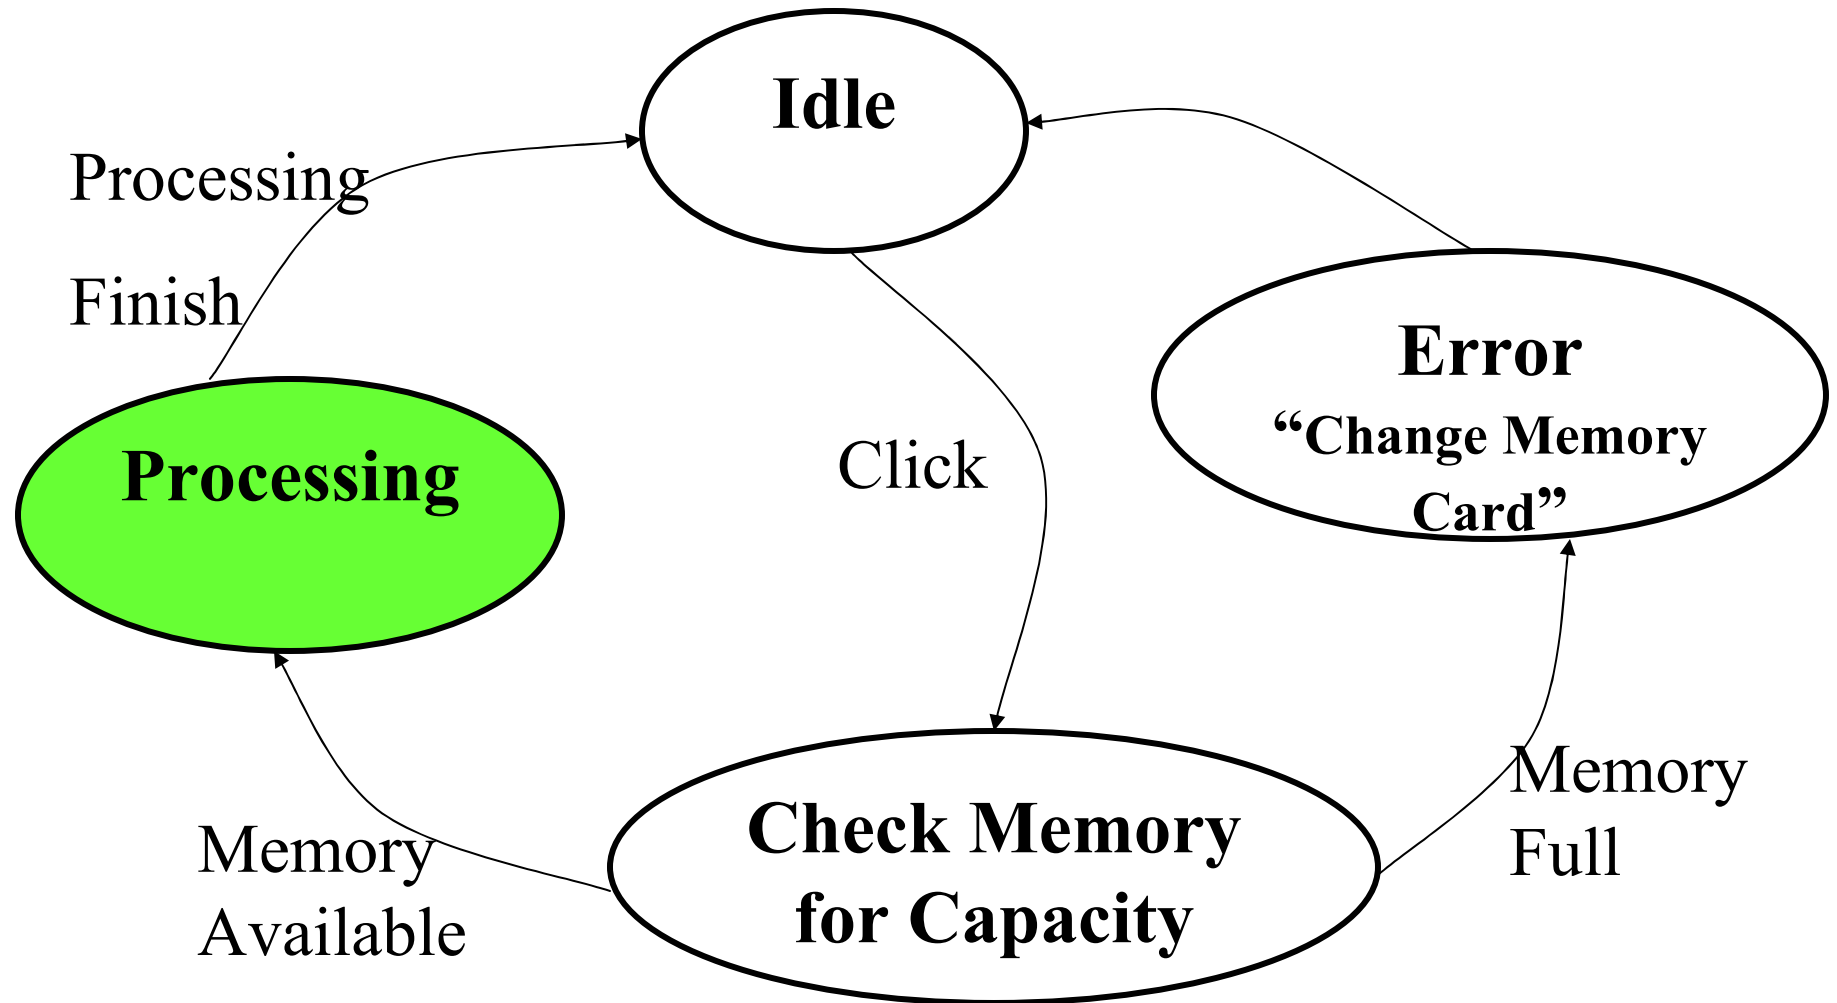 Idle
Processing
Finish
Error
“Change Memory
Card”
Processing
Click
Memory
Full
Memory
Available
Check Memory
for Capacity